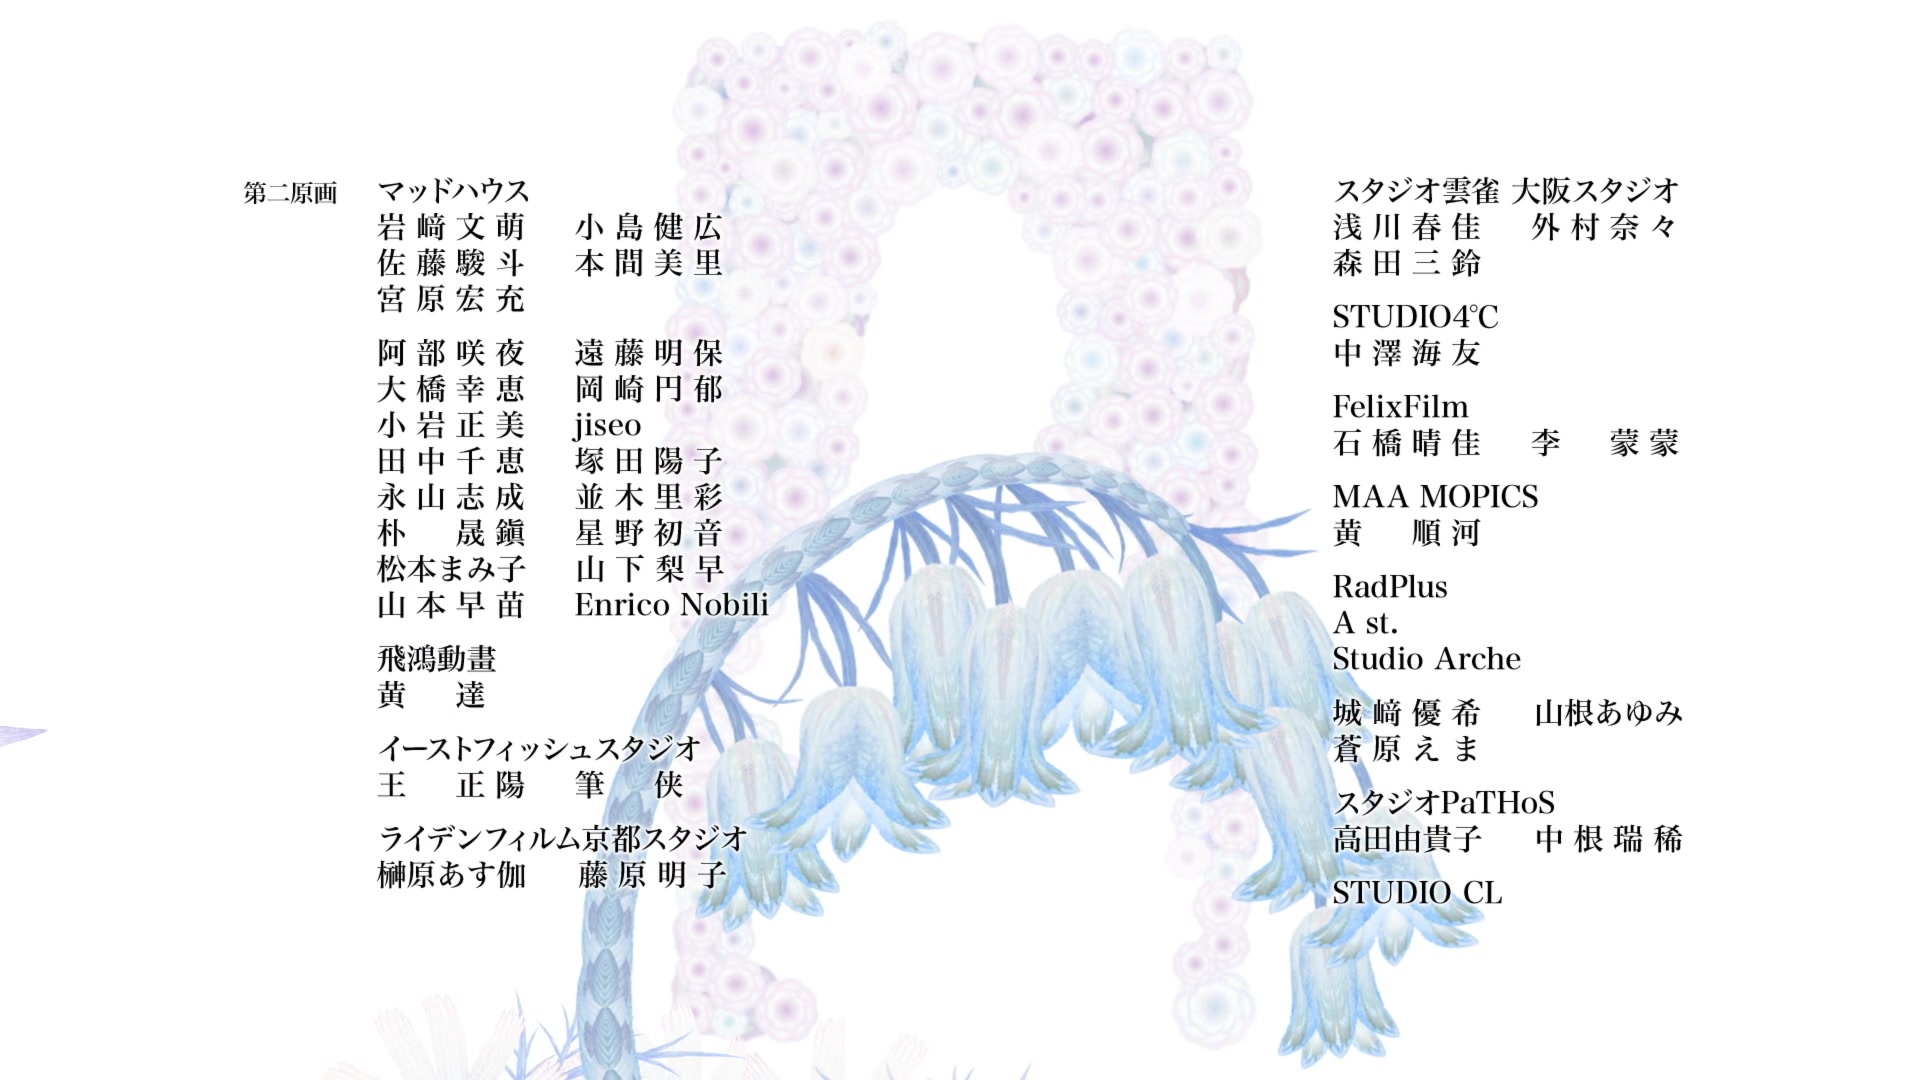 第二原画
マッドハウス
岩﨑文萌 小島健広
佐藤駿斗 本間美里
宮原宏充
阿部咲夜 遠藤明保
大橋幸恵 岡崎円郁
小岩正美 jiseo
田中千恵 塚田陽子
永山志成 並木里彩
朴 晟鎭 星野初音
松本まみ子 山下梨早
山本早苗 Enrico Nobili
飛鴻動畫
黄 達
イーストフィッシュスタジオ
王 正陽 筆 侠
ライデンフィルム京都スタジオ
榊原あす伽 藤原明子
スタジオ雲雀 大阪スタジオ
浅川春佳 外村奈々
森田三鈴
STUDIO4℃
中澤海友
FelixFilm
石橋晴佳 李 蒙蒙
MAA MOPICS
黄 順河
RadPlus
A st.
Studio Arche
城﨑優希 山根あゆみ
蒼原えま
スタジオPaTHoS
高田由貴子 中根瑞稀
STUDIO CL